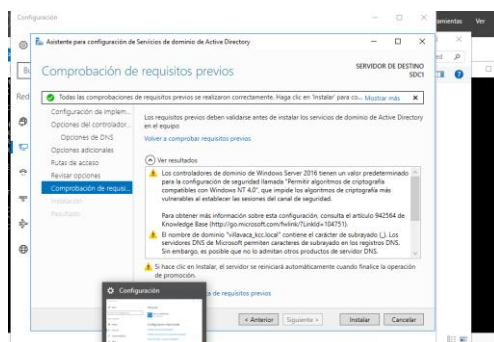 Configuración
Herramientas Ver
Asistente para configuración de Servicios de dominio de Active Directory
Comprobación de requisitos previos
SERVIDOR DE DESTINO
SDC1
Todas las comprobaciones de requisitos previos se realizaron correctamente. Haga clic en 'Instalar' para co... Mostrar más
Red
Configuración de implem...
Opciones del controlador...
Opciones de DNS
Opciones adicionales
Rutas de acceso
Revisar opciones
Comprobación de requisi...
Instalación
Resultado
Los requisitos previos deben validarse antes de instalar los servicios de dominio de Active Directory
en el equipo
Volver a comprobar requisitos previos
Ver resultados
Los controladores de dominio de Windows Server 2016 tienen un valor predeterminado
para la configuración de seguridad llamada "Permitir algoritmos de criptografía
compatibles con Windows NT 4.0", que impide los algoritmos de criptografía más
vulnerables al establecer las sesiones del canal de seguridad.
Para obtener más información sobre esta configuración, consulta el artículo 942564 de
Knowledge Base (http://go.microsoft.com/fwlink/?LinkId=104751).
El nombre de dominio "villavaca_kcc.local" contiene el carácter de subrayado (_). Los
servidores DNS de Microsoft permiten caracteres de subrayado en los registros DNS.
Sin embargo, es posible que no lo admitan otros productos de servidor DNS.
Si hace clic en Instalar, el servidor se reiniciará automáticamente cuando finalice la operación
de promoción.
Configuración
ca de requisitos previos
< Anterior
Siguiente >
Instalar
Cancelar